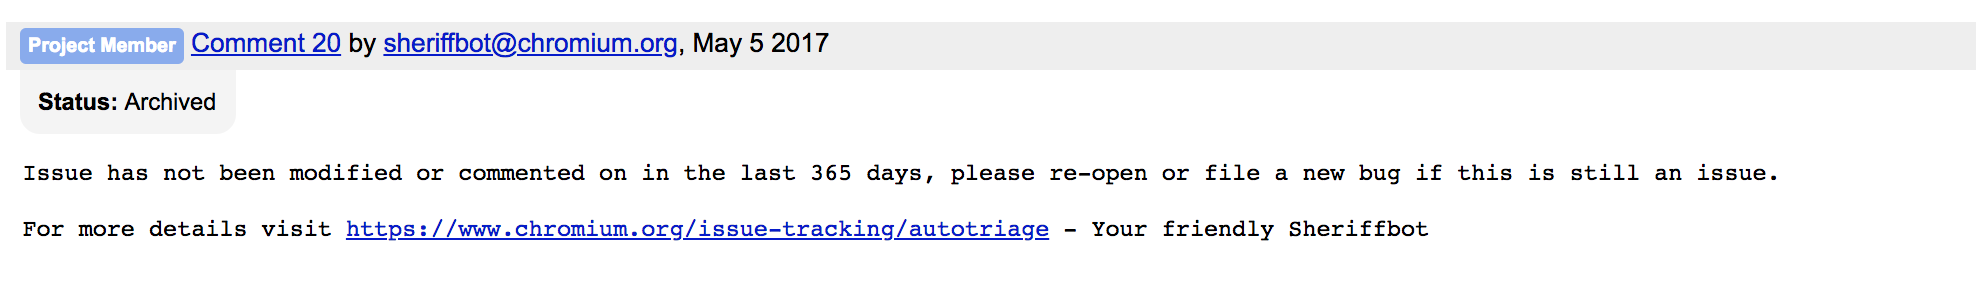 Project Member Comment 20 by sheriffbot@chromium.org, May 5 2017
Status: Archived
Issue has not been modified or commented on in the last 365 days, please re-open or file a new bug if this is still an issue.
For more details visit https://www.chromium.org/issue-tracking/autotriage - Your friendly Sheriffbot